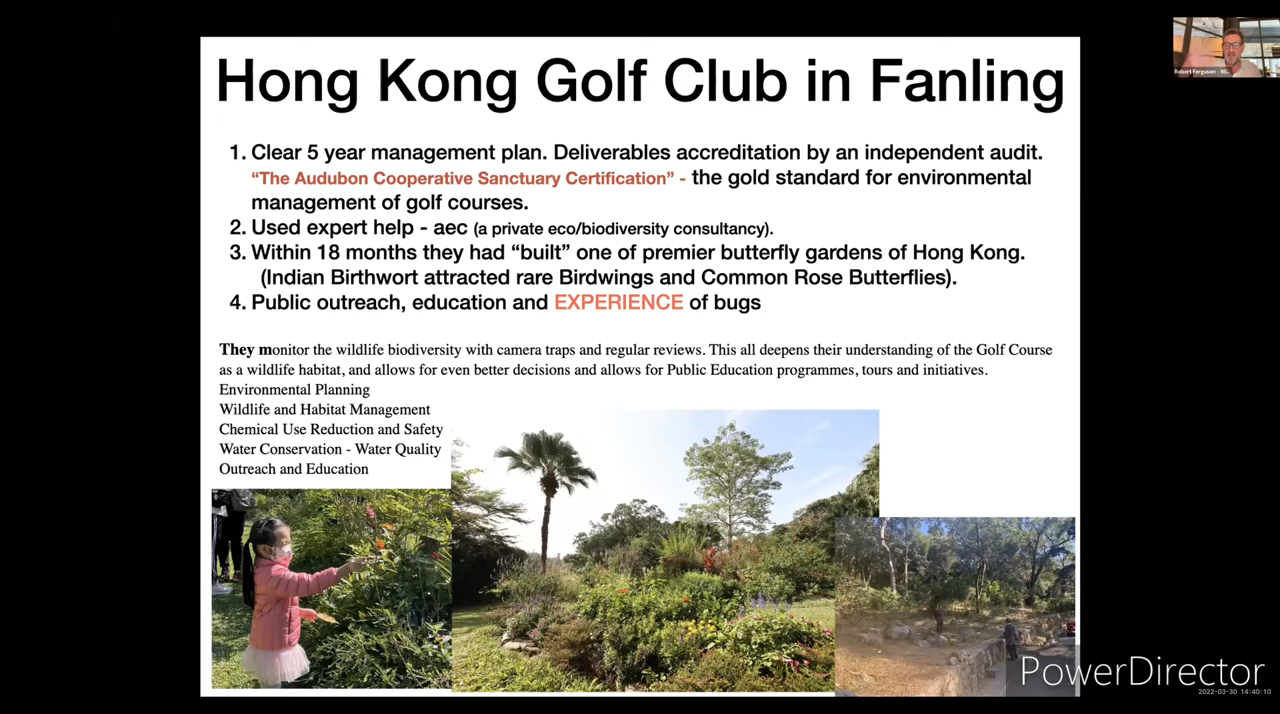 Hong Kong Golf Club in Fanling
Robert Ferguson
1. Clear 5 year management plan. Deliverables accreditation by an independent audit.
“The Audubon Cooperative Sanctuary Certification” - the gold standard for environmental
management of golf courses.
2. Used expert help - aec (a private eco/biodiversity consultancy).
3. Within 18 months they had “built” one of premier butterfly gardens of Hong Kong.
(Indian Birthwort attracted rare Birdwings and Common Rose Butterflies).
4. Public outreach, education and EXPERIENCE of bugs
They monitor the wildlife biodiversity with camera traps and regular reviews. This all deepens their understanding of the Golf Course
as a wildlife habitat, and allows for even better decisions and allows for Public Education programmes, tours and initiatives.
Environmental Planning
Wildlife and Habitat Management
Chemical Use Reduction and Safety
Water Conservation - Water Quality
Outreach and Education
PowerDirector
2022-03-30 14:40:10